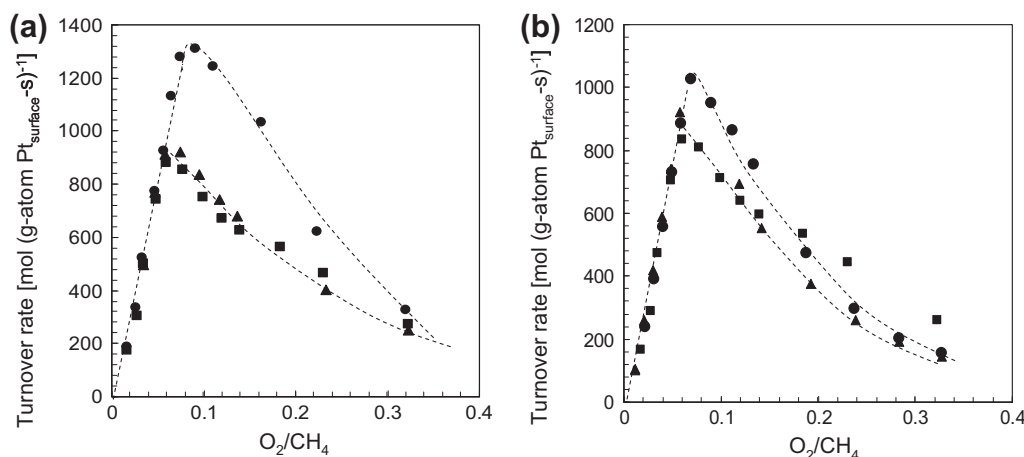 (a)
Turnover rate [mol (g-atom Pt_surface-s)^-1]
1400
1200
1000
800
600
400
200
0
0 0.1 0.2 0.3 0.4
O₂/CH₄
(b)
Turnover rate [mol (g-atom Pt_surface-s)^-1]
1200
1000
800
600
400
200
0
0 0.1 0.2 0.3 0.4
O₂/CH₄